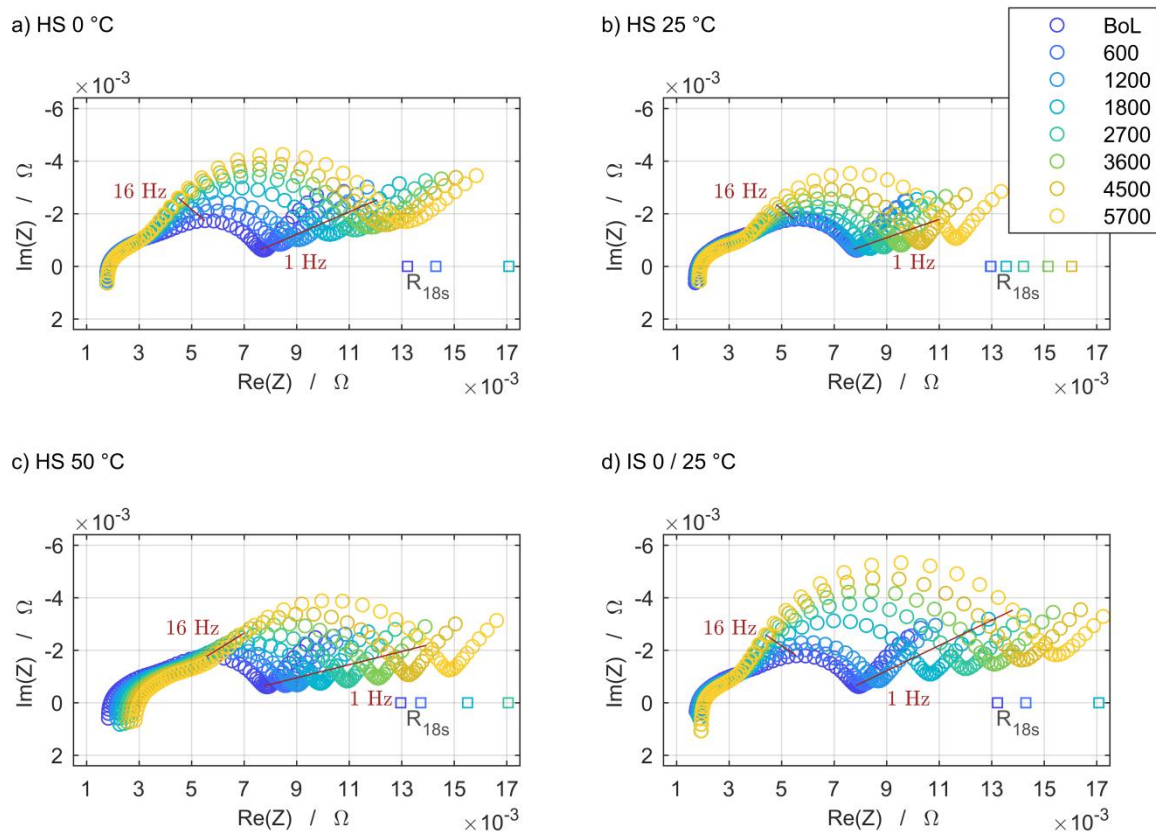 a) HS 0 °C
×10⁻³
-6
-4
-2
0
2
Im(Z) / Ω
16 Hz
1 Hz
R₁₈ₛ
1 3 5 7 9 11 13 15 17
Re(Z) / Ω
×10⁻³
b) HS 25 °C
×10⁻³
-6
-4
-2
0
2
Im(Z) / Ω
16 Hz
1 Hz
R₁₈ₛ
1 3 5 7 9 11 13 15 17
Re(Z) / Ω
×10⁻³
BoL
600
1200
1800
2700
3600
4500
5700
c) HS 50 °C
×10⁻³
-6
-4
-2
0
2
Im(Z) / Ω
16 Hz
1 Hz
R₁₈ₛ
1 3 5 7 9 11 13 15 17
Re(Z) / Ω
×10⁻³
d) IS 0 / 25 °C
×10⁻³
-6
-4
-2
0
2
Im(Z) / Ω
16 Hz
1 Hz
R₁₈ₛ
1 3 5 7 9 11 13 15 17
Re(Z) / Ω
×10⁻³